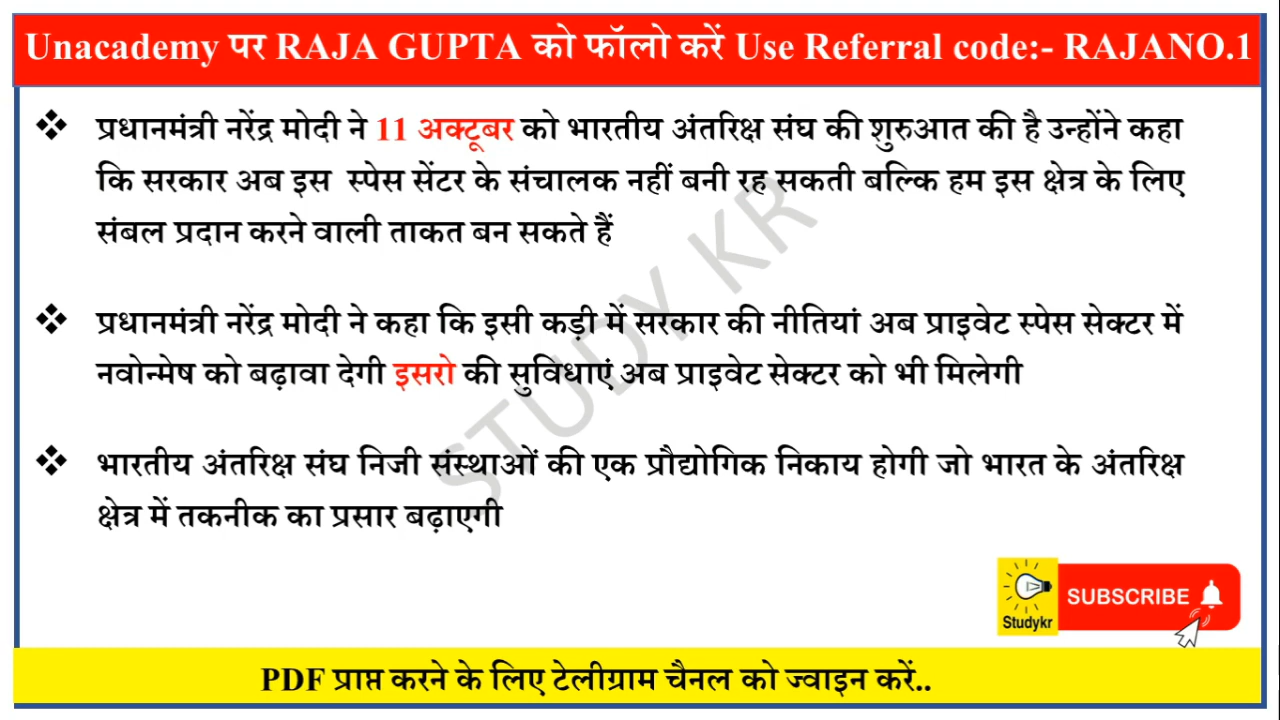 Unacademy पर RAJA GUPTA को फॉलो करें Use Referral code:- RAJANO.1
❖ प्रधानमंत्री नरेंद्र मोदी ने 11 अक्टूबर को भारतीय अंतरिक्ष संघ की शुरुआत की है उन्होंने कहा
कि सरकार अब इस स्पेस सेंटर के संचालक नहीं बनी रह सकती बल्कि हम इस क्षेत्र के लिए
संबल प्रदान करने वाली ताकत बन सकते हैं
❖ प्रधानमंत्री नरेंद्र मोदी ने कहा कि इसी कड़ी में सरकार की नीतियां अब प्राइवेट स्पेस सेक्टर में
नवोन्मेष को बढ़ावा देगी इसरो की सुविधाएं अब प्राइवेट सेक्टर को भी मिलेगी
❖ भारतीय अंतरिक्ष संघ निजी संस्थाओं की एक प्रौद्योगिक निकाय होगी जो भारत के अंतरिक्ष
क्षेत्र में तकनीक का प्रसार बढ़ाएगी
STUDY KR
SUBSCRIBE
Studykr
PDF प्राप्त करने के लिए टेलीग्राम चैनल को ज्वाइन करें..